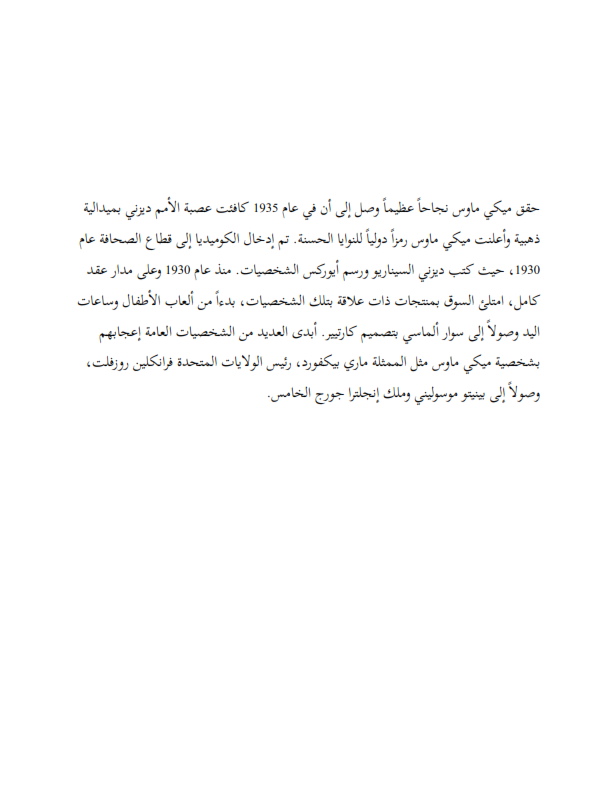 حقق ميكي ماوس نجاحاً عظيماً وصل إلى أن في عام 1935 كافئت عصبة الأمم ديزني بميدالية
ذهبية وأعلنت ميكي ماوس رمزاً دولياً للنوايا الحسنة. تم إدخال الكوميديا إلى قطاع الصحافة عام
1930، حيث كتب ديزني السيناريو ورسم أيوركس الشخصيات. منذ عام 1930 وعلى مدار عقد
كامل، امتلئ السوق بمنتجات ذات علاقة بتلك الشخصيات، بدءاً من ألعاب الأطفال وساعات
اليد وصولاً إلى سوار ألماسي بتصميم كارتيير. أبدى العديد من الشخصيات العامة إعجابهم
بشخصية ميكي ماوس مثل الممثلة ماري بيكفورد، رئيس الولايات المتحدة فرانكلين روزفلت،
وصولاً إلى بينيتو موسوليني وملك إنجلترا جورج الخامس.